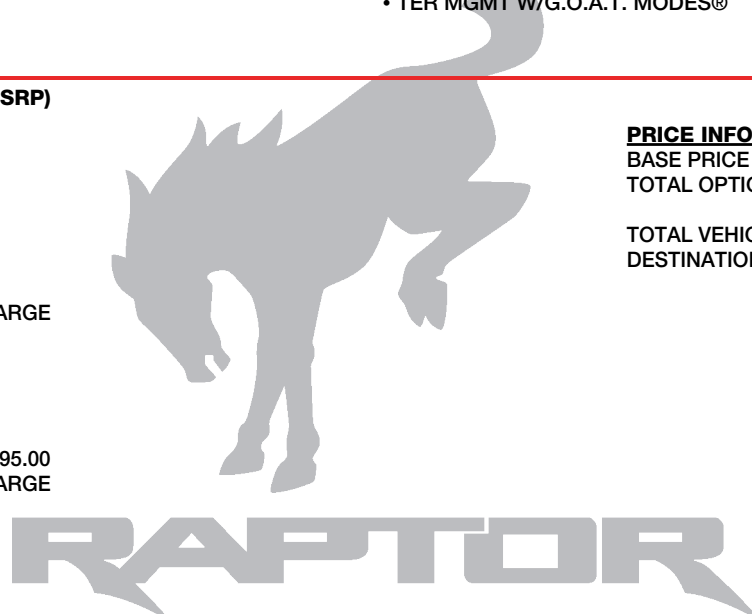 • TER MGMT W/G.O.A.T. MODES®
SRP)
PRICE INFO
BASE PRICE
TOTAL OPTIO
TOTAL VEHIC
DESTINATION
ARGE
95.00
ARGE
RAPTOR